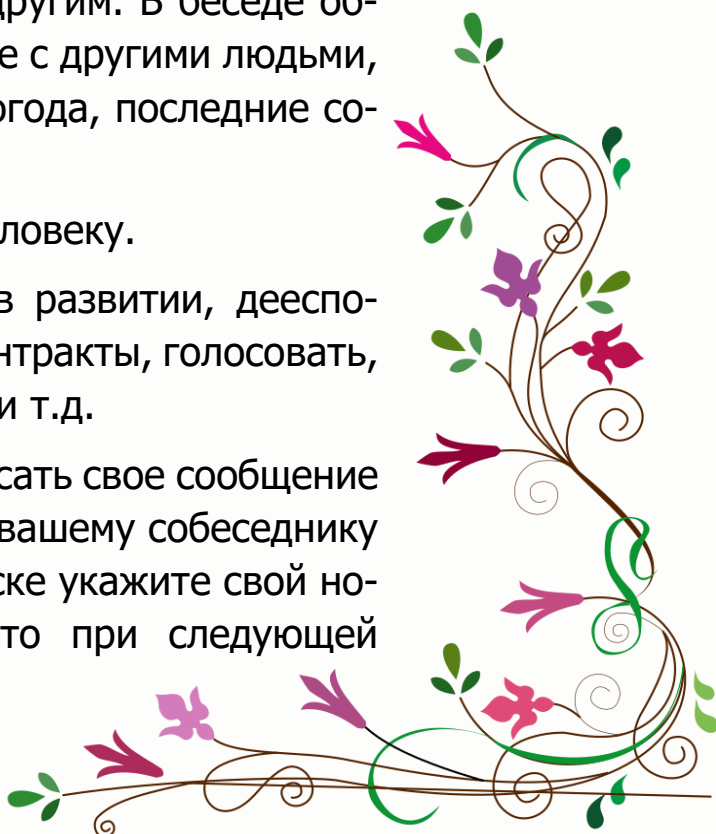 другим. В беседе об-
е с другими людьми,
огода, последние со-
ловеку.
в развитии, дееспо-
нтракты, голосовать,
и т.д.
сать свое сообщение
вашему собеседнику
ске укажите свой но-
то при следующей